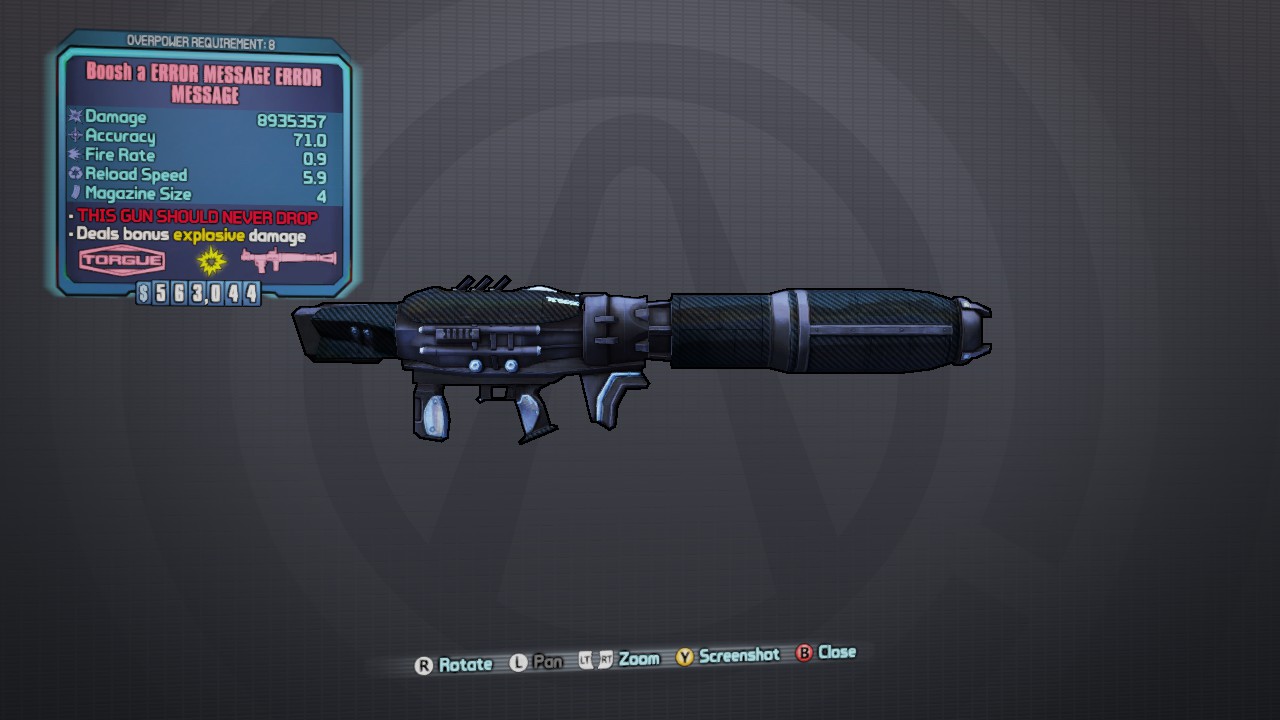 OVERPOWER REQUIREMENT: 8
Boosh a ERROR MESSAGE ERROR
MESSAGE
Damage 8935357
Accuracy 71.0
Fire Rate 0.9
Reload Speed 5.9
Magazine Size 4
• THIS GUN SHOULD NEVER DROP
• Deals bonus explosive damage
TORGUE
$563,044
R Rotate L Pan LT RT Zoom Y Screenshot B Close